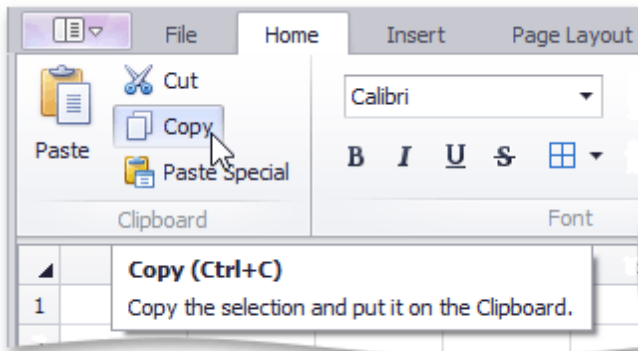 File Home Insert Page Layout
Cut
Calibri
Copy
Paste
B I U S
Paste Special
Clipboard Font
Copy (Ctrl+C)
1 Copy the selection and put it on the Clipboard.